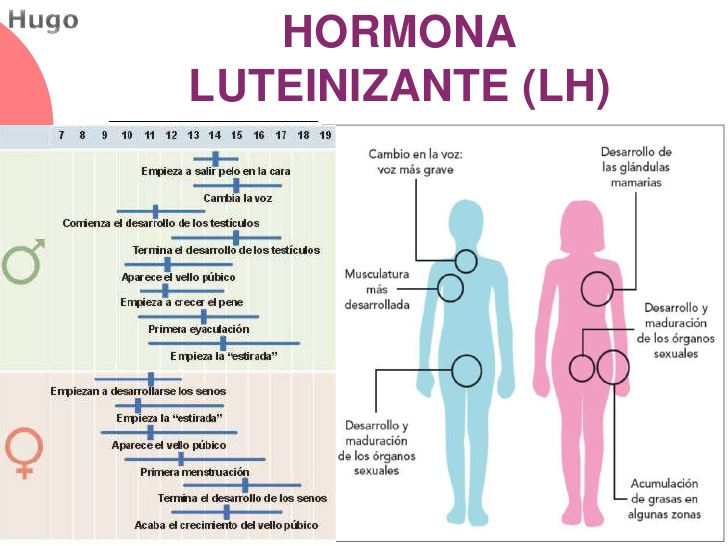 Hugo
HORMONA
LUTEINIZANTE (LH)
7 8 9 10 11 12 13 14 15 16 17 18 19
Empieza a salir pelo en la cara
Cambia la voz
Comienza el desarrollo de los testículos
Termina el desarrollo de los testículos
Aparece el vello púbico
Empieza a crecer el pene
Primera eyaculación
Empieza la “estirada”
Empiezan a desarrollarse los senos
Empieza la “estirada”
Aparece el vello púbico
Primera menstruación
Termina el desarrollo de los senos
Acaba el crecimiento del vello púbico
Cambio en la voz:
voz más grave
Musculatura
más
desarrollada
Desarrollo y
maduración
de los órganos
sexuales
Desarrollo de
las glándulas
mamarias
Desarrollo y
maduración
de los órganos
sexuales
Acumulación
de grasas en
algunas zonas